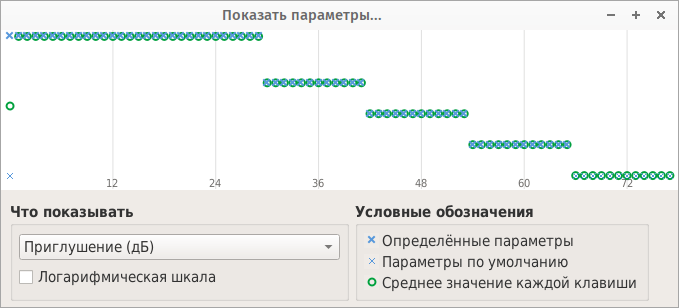 Показать параметры...
12 24 36 48 60 72
Что показывать
Приглушение (дБ)
Логарифмическая шкала
Условные обозначения
Определённые параметры
Параметры по умолчанию
Среднее значение каждой клавиши